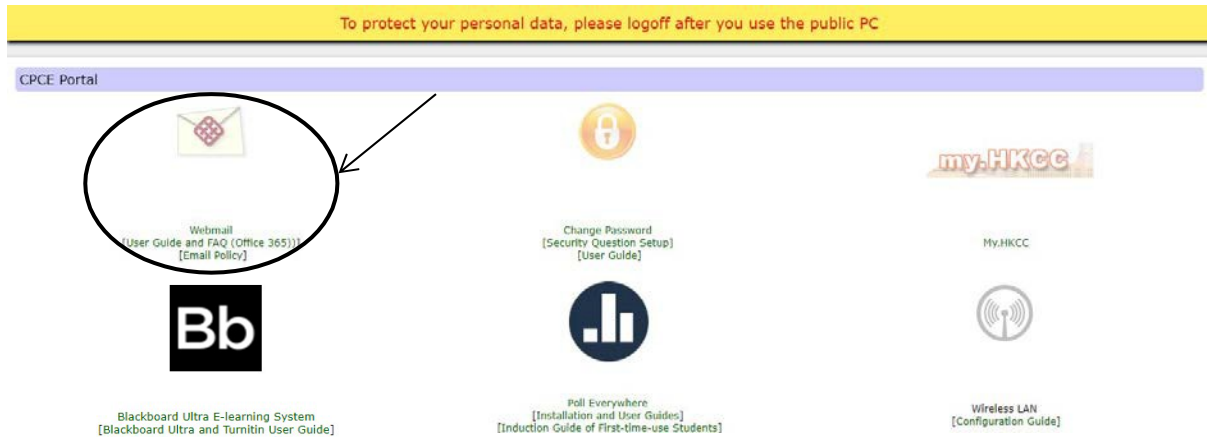 To protect your personal data, please logoff after you use the public PC
CPCE Portal
my.HKCC
Webmail
[User Guide and FAQ (Office 365))]
[Email Policy]
Change Password
[Security Question Setup]
[User Guide]
My.HKCC
Bb
Blackboard Ultra E-learning System
[Blackboard Ultra and Turnitin User Guide]
Poll Everywhere
[Installation and User Guides]
[Induction Guide of First-time-use Students]
Wireless LAN
[Configuration Guide]